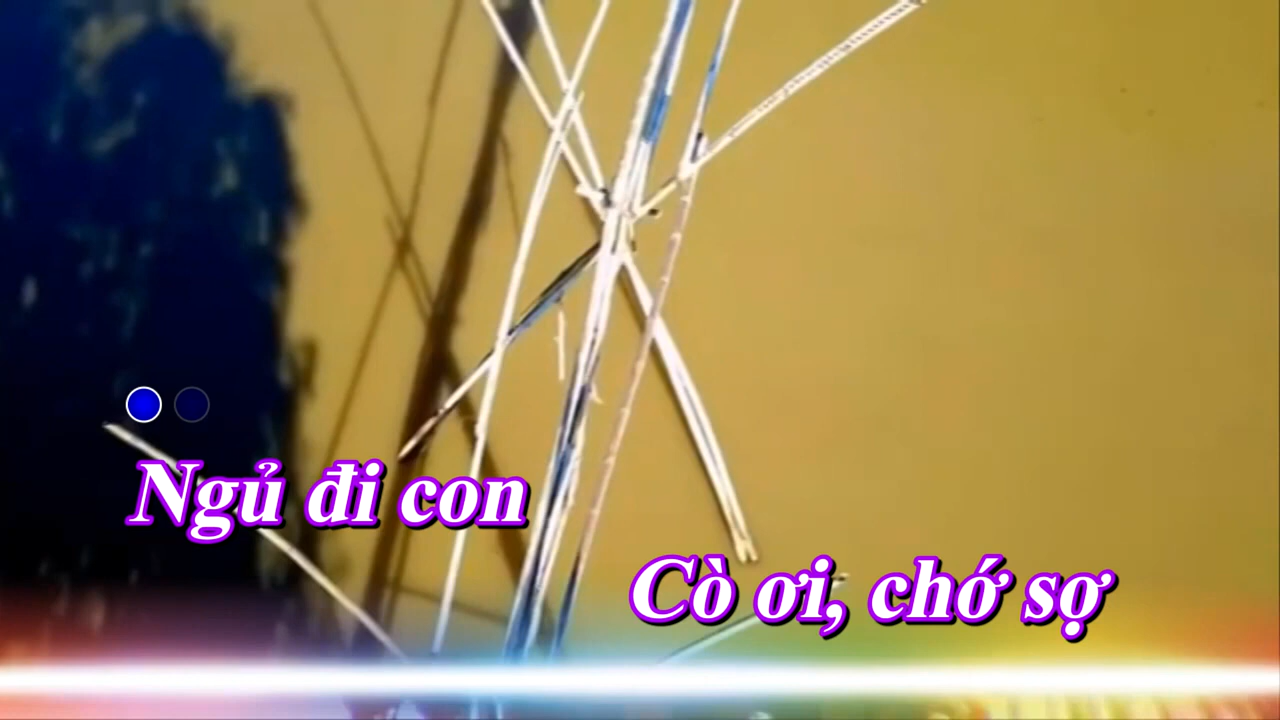 Ngủ đi con
Cò ơi, chớ sợ